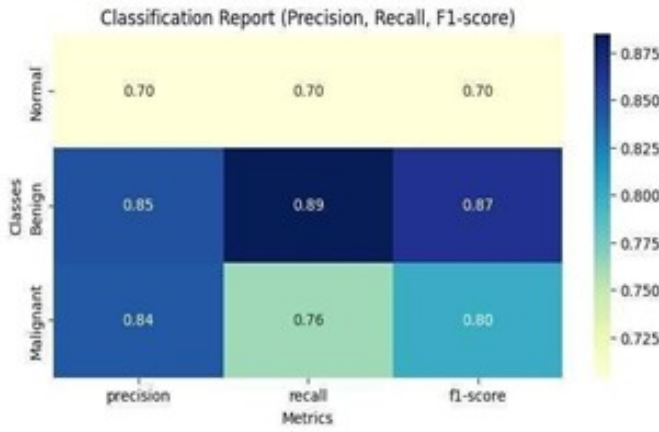 Classification Report (Precision, Recall, F1-score)
Normal
0.70 0.70 0.70
Classes
Benign
0.85 0.89 0.87
Malignant
0.84 0.76 0.80
precision recall f1-score
Metrics
0.875
0.850
0.825
0.800
0.775
0.750
0.725